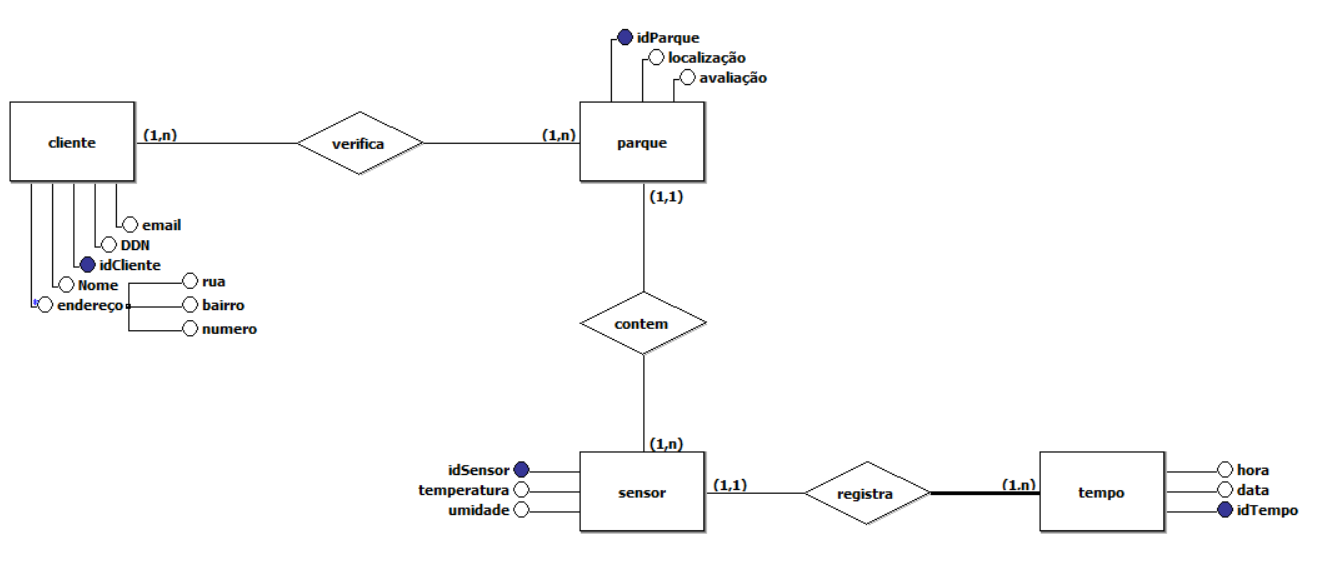 idParque
localização
avaliação
cliente
(1,n)
verifica
(1,n)
parque
(1,1)
email
DDN
idCliente
Nome
endereço
rua
bairro
numero
contem
(1,n)
idSensor
temperatura
umidade
sensor
(1,1)
registra
(1.n)
tempo
hora
data
idTempo